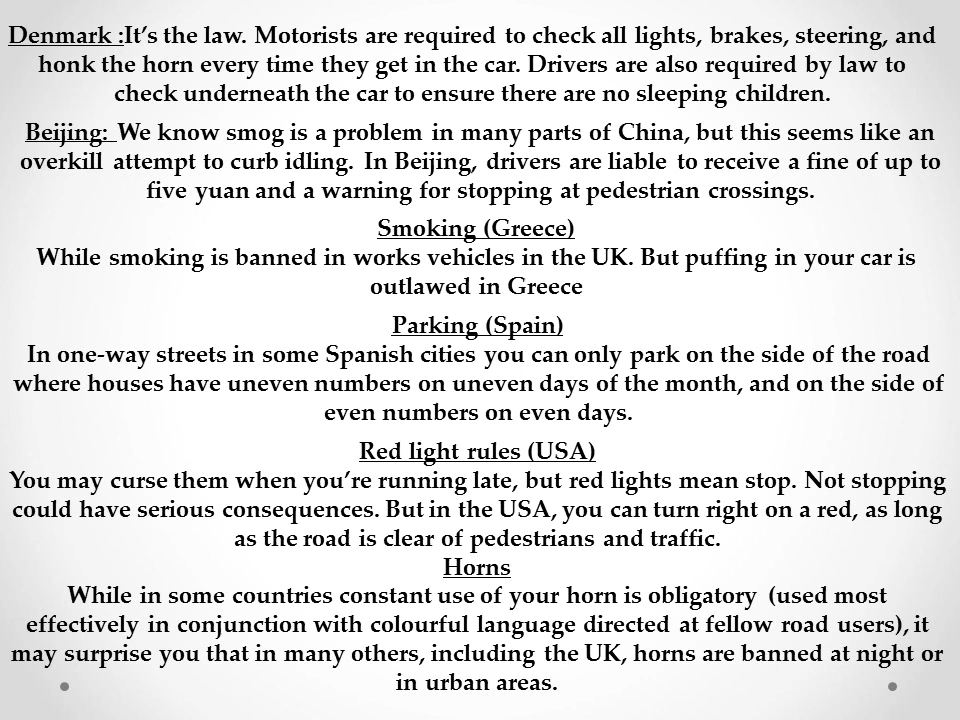 Denmark :It’s the law. Motorists are required to check all lights, brakes, steering, and
honk the horn every time they get in the car. Drivers are also required by law to
check underneath the car to ensure there are no sleeping children.
Beijing: We know smog is a problem in many parts of China, but this seems like an
overkill attempt to curb idling. In Beijing, drivers are liable to receive a fine of up to
five yuan and a warning for stopping at pedestrian crossings.
Smoking (Greece)
While smoking is banned in works vehicles in the UK. But puffing in your car is
outlawed in Greece
Parking (Spain)
In one-way streets in some Spanish cities you can only park on the side of the road
where houses have uneven numbers on uneven days of the month, and on the side of
even numbers on even days.
Red light rules (USA)
You may curse them when you’re running late, but red lights mean stop. Not stopping
could have serious consequences. But in the USA, you can turn right on a red, as long
as the road is clear of pedestrians and traffic.
Horns
While in some countries constant use of your horn is obligatory (used most
effectively in conjunction with colourful language directed at fellow road users), it
may surprise you that in many others, including the UK, horns are banned at night or
in urban areas.